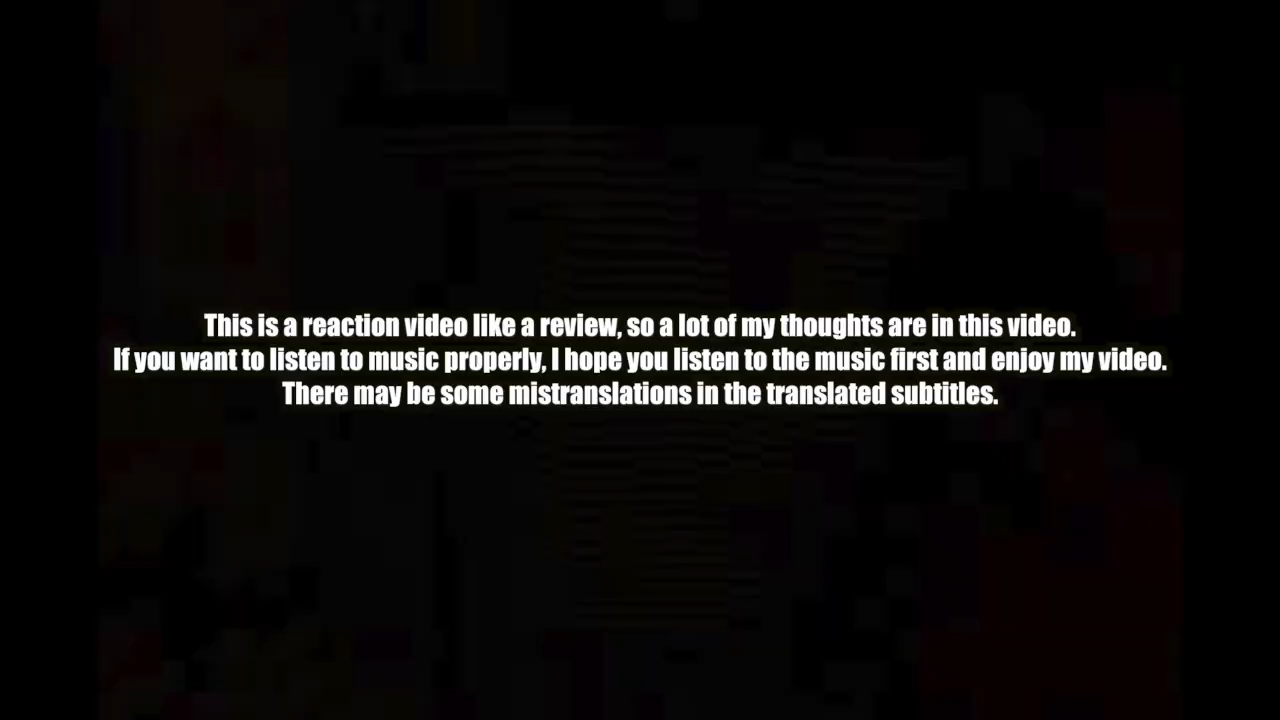 This is a reaction video like a review, so a lot of my thoughts are in this video.
If you want to listen to music properly, I hope you listen to the music first and enjoy my video.
There may be some mistranslations in the translated subtitles.